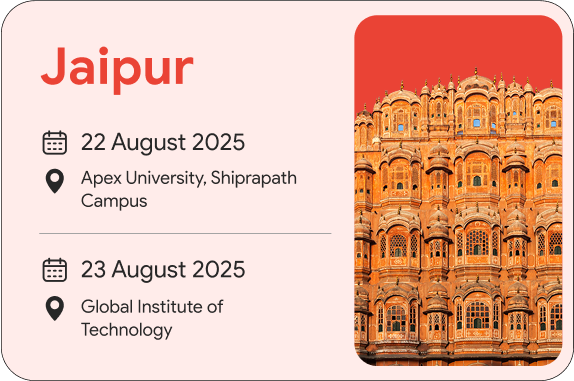 Jaipur
22 August 2025
Apex University, Shiprapath
Campus
23 August 2025
Global Institute of
Technology